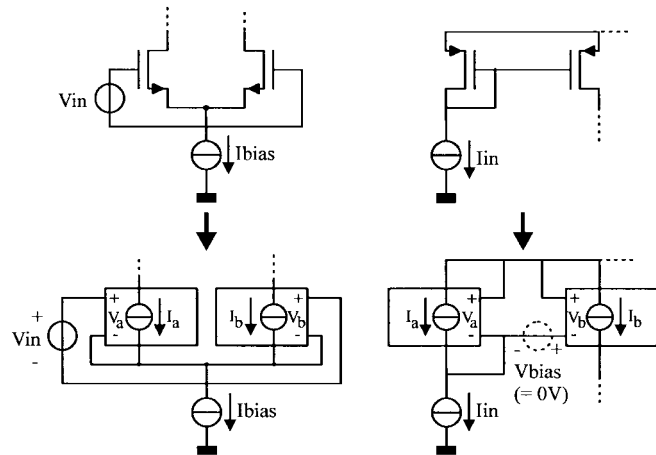 Vin
Ibias
Iin
+ Vin -
+ Va - Ia
Ib + Vb -
Ibias
Ia + Va -
- +
Vbias
(= 0V)
+ Vb - Ib
Iin